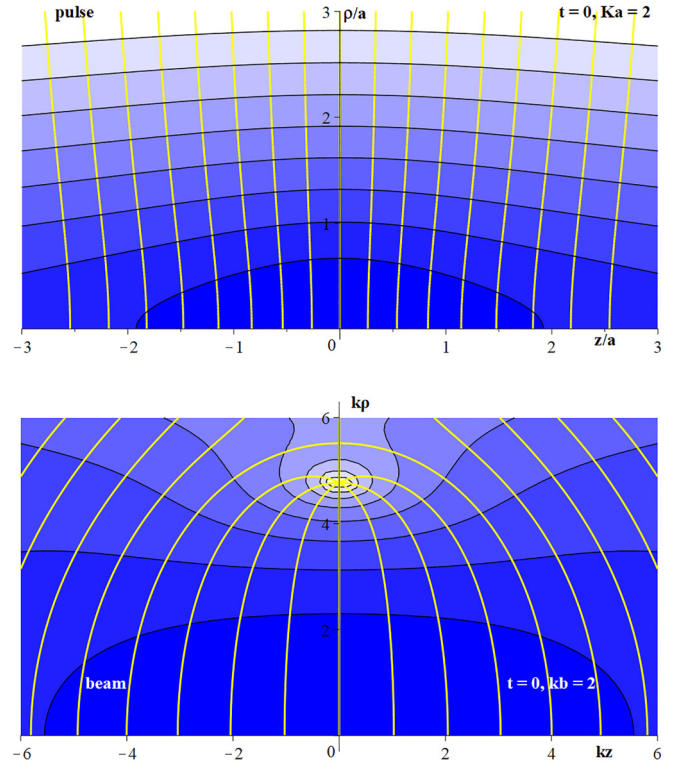 pulse
3
ρ/a
t = 0, Ka = 2
2
1
−3
−2
−1
0
1
2
3
z/a
kρ
6
4
2
beam
t = 0, kb = 2
−6
−4
−2
0
2
4
6
kz